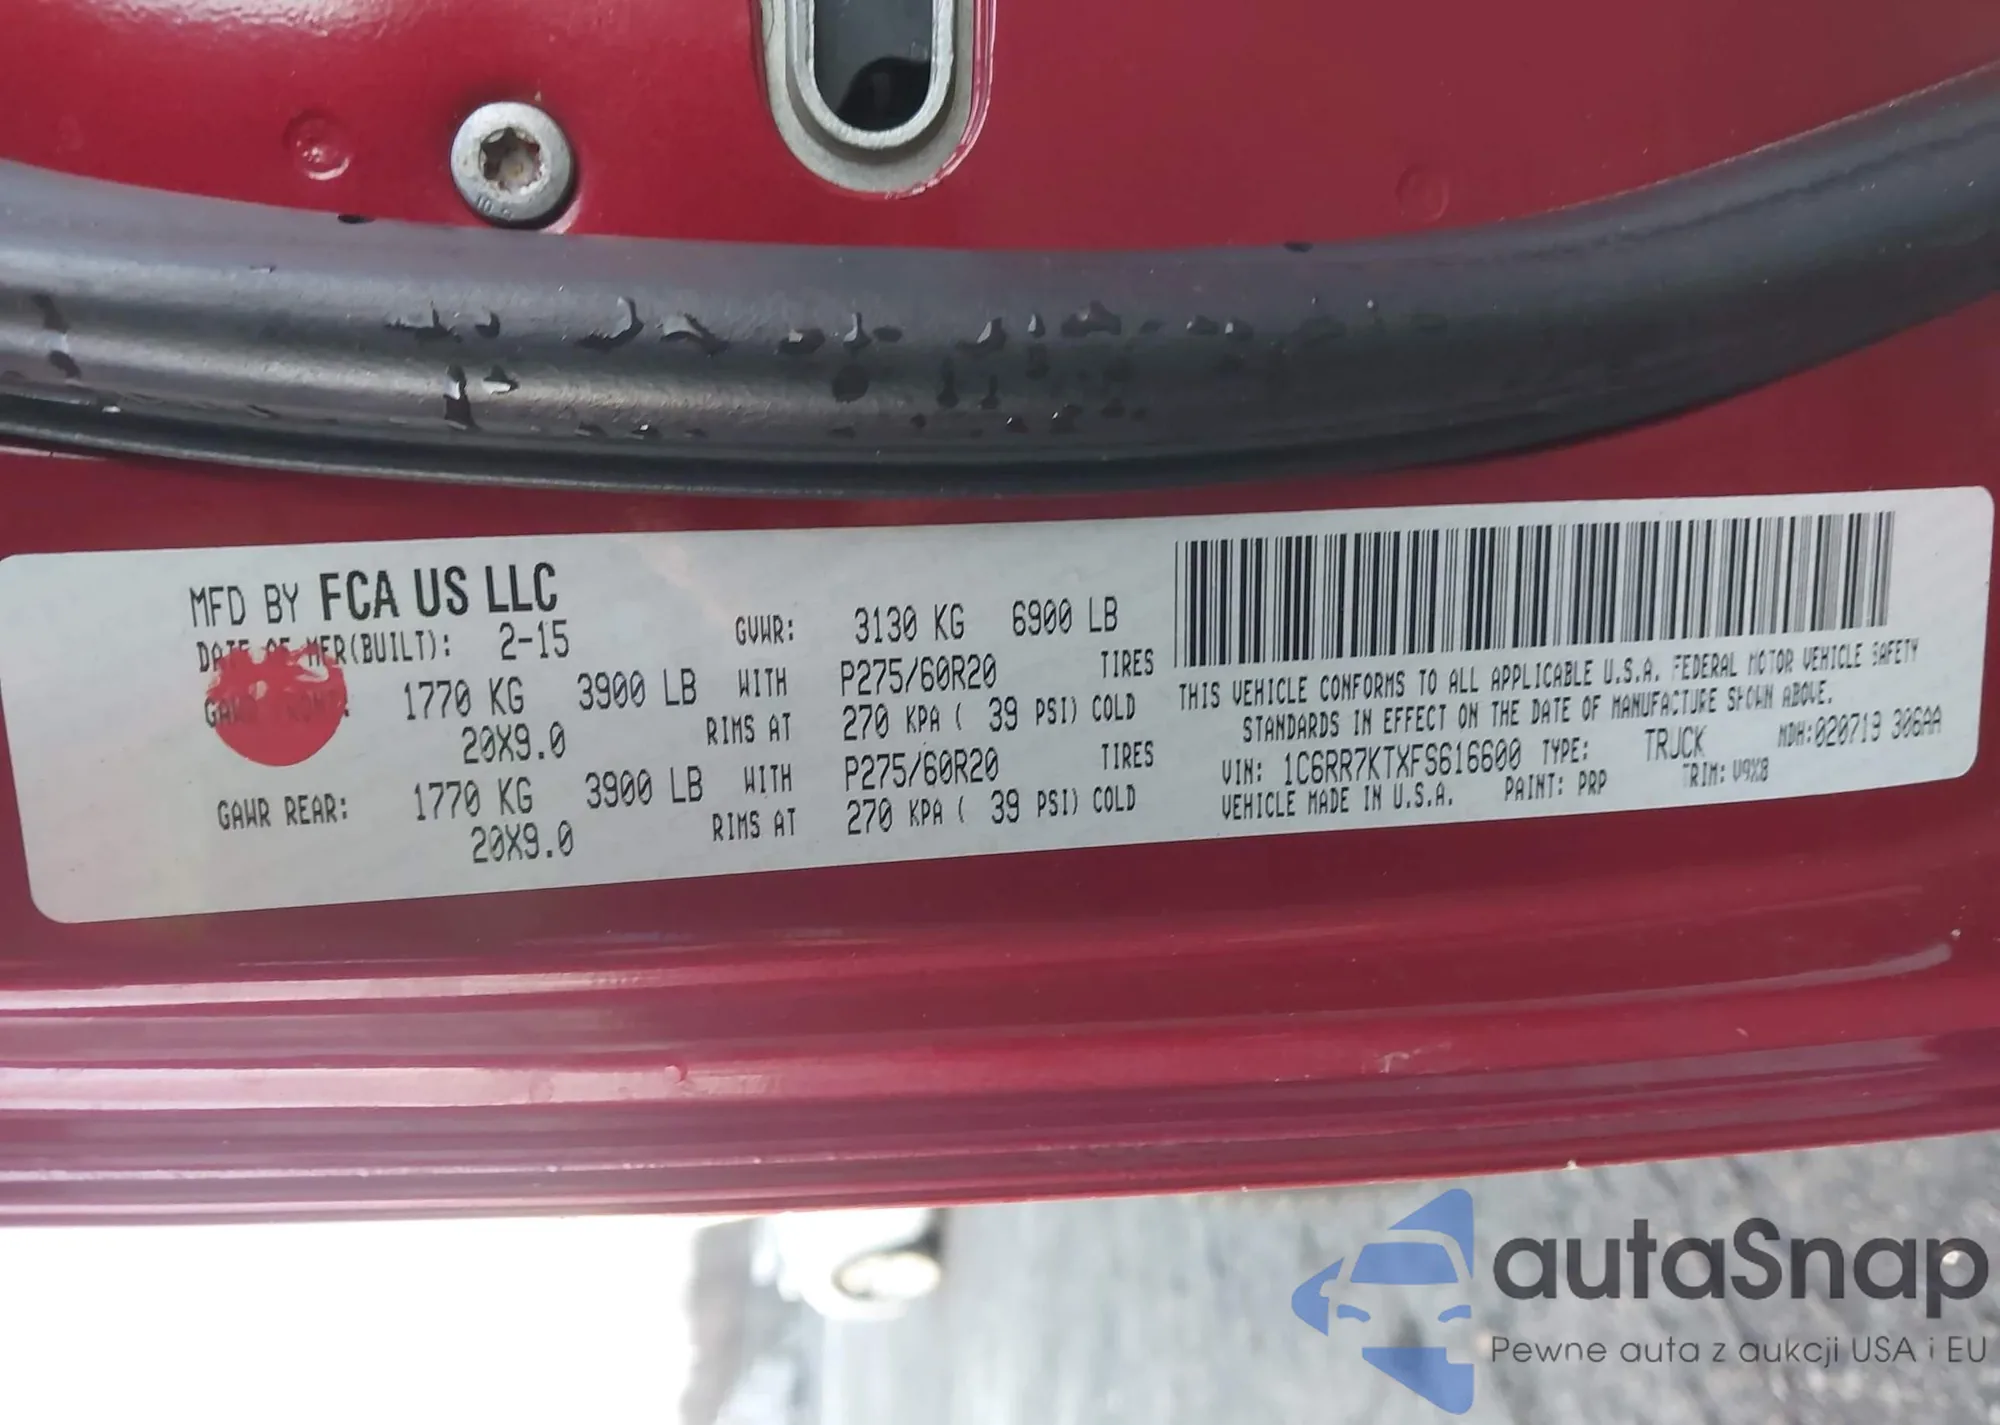 MFD BY FCA US LLC
DATE OF MFR(BUILT): 2-15 GVWR: 3130 KG 6900 LB
GAWR FRONT: 1770 KG 3900 LB WITH P275/60R20 TIRES
20X9.0 RIMS AT 270 KPA ( 39 PSI) COLD
GAWR REAR: 1770 KG 3900 LB WITH P275/60R20 TIRES
20X9.0 RIMS AT 270 KPA ( 39 PSI) COLD
THIS VEHICLE CONFORMS TO ALL APPLICABLE U.S.A. FEDERAL MOTOR VEHICLE SAFETY
STANDARDS IN EFFECT ON THE DATE OF MANUFACTURE SHOWN ABOVE.
MDH:020719 306AA
VIN: 1C6RR7KTXFS616600 TYPE: TRUCK
VEHICLE MADE IN U.S.A. PAINT: PRP TRIM: V9X8
autaSnap
Pewne auta z aukcji USA i EU